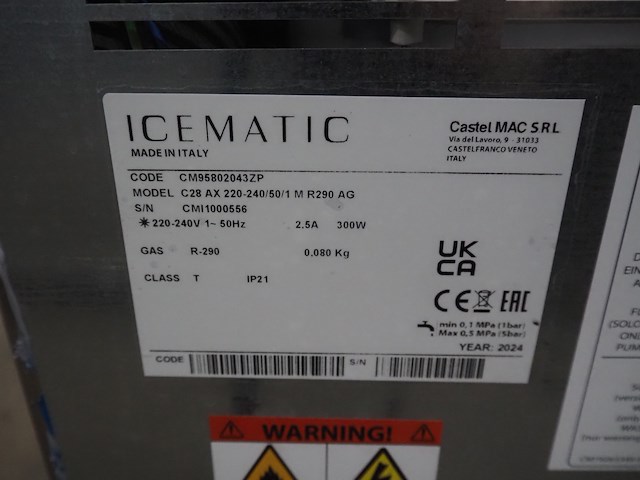 ICEMATIC
MADE IN ITALY
Castel MAC S R L
Via del Lavoro, 9 - 31033
CASTELFRANCO VENETO
ITALY
CODE CM95802043ZP
MODEL C28 AX 220-240/50/1 M R290 AG
S/N CMI1000556
✳220-240V 1~ 50Hz 2.5A 300W
GAS R-290 0,080 Kg
CLASS T IP21
UK
CA
CE EAC
min 0,1 MPa (1bar)
Max 0,5 MPa (5bar)
YEAR: 2024
CODE S/N
WARNING!
(SOLO